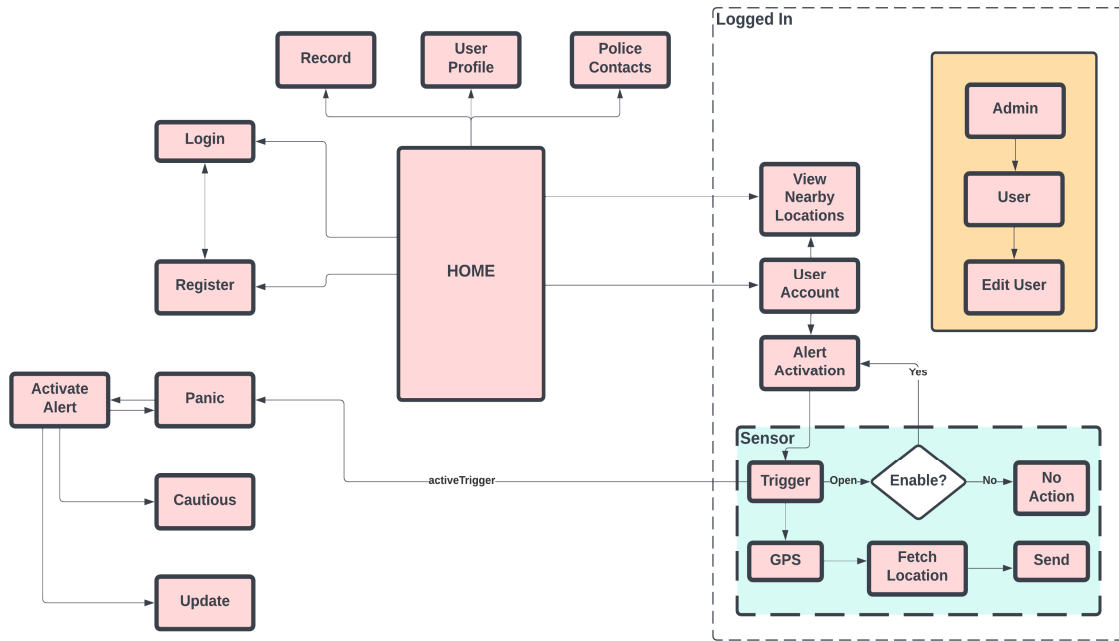 Logged In
Record
User
Profile
Police
Contacts
Admin
Login
View
Nearby
Locations
User
HOME
Register
User
Account
Edit User
Alert
Activation
Yes
Activate
Alert
Panic
Sensor
Trigger
Open
Enable?
No
No
Action
activeTrigger
Cautious
GPS
Fetch
Location
Send
Update